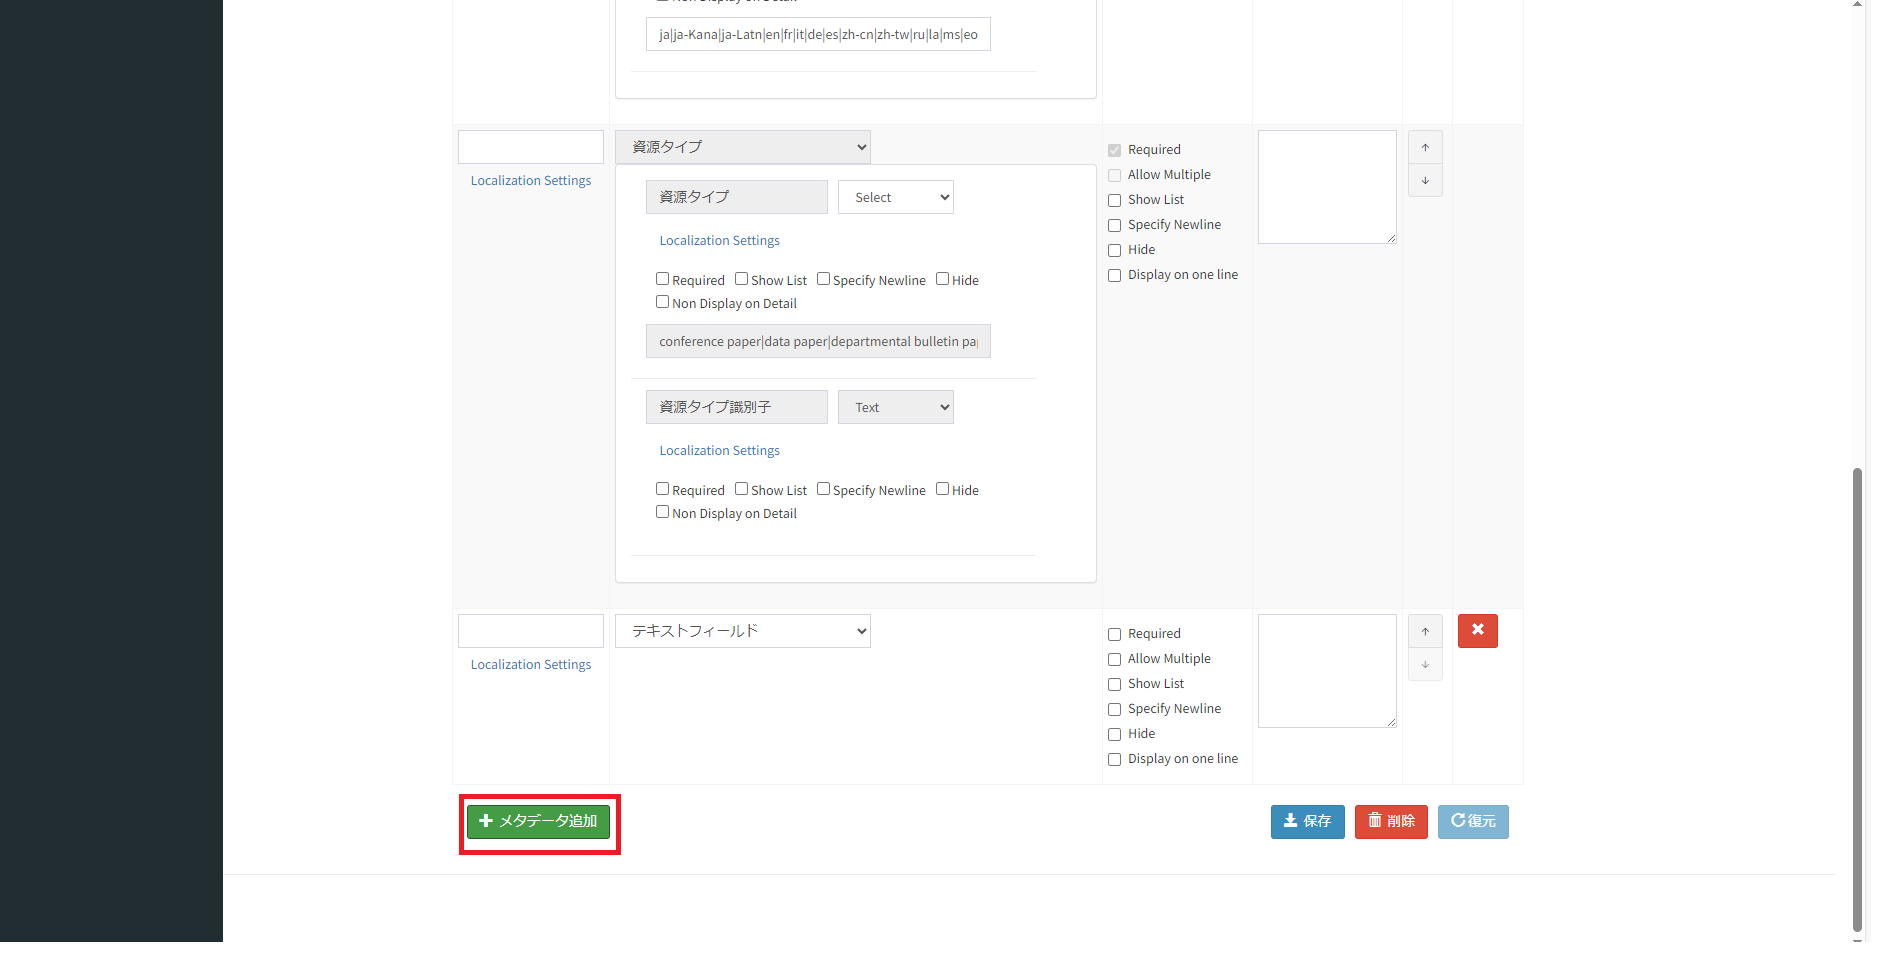 ja|ja-Kana|ja-Latn|en|fr|it|de|es|zh-cn|zh-tw|ru|la|ms|eo
資源タイプ
Localization Settings
資源タイプ Select
Localization Settings
Required Show List Specify Newline Hide
Non Display on Detail
conference paper|data paper|departmental bulletin pa
資源タイプ識別子 Text
Localization Settings
Required Show List Specify Newline Hide
Non Display on Detail
Required
Allow Multiple
Show List
Specify Newline
Hide
Display on one line
↑
↓
テキストフィールド
Localization Settings
Required
Allow Multiple
Show List
Specify Newline
Hide
Display on one line
↑
↓
メタデータ追加 保存 削除 復元